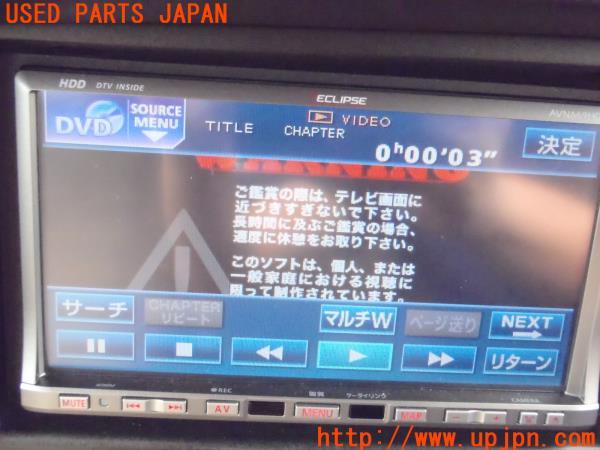 USED PARTS JAPAN
HDD DTV INSIDE
ECLIPSE
DVD
SOURCE
MENU
TITLE
CHAPTER
VIDEO
0h00'03"
決定
WARNING
ご鑑賞の際は、テレビ画面に
近づきすぎないで下さい。
長時間に及ぶご鑑賞の場合、
適度に休憩をお取り下さい。
このソフトは、個人、または
一般家庭における視聴に
限って制作されています。
サーチ
CHAPTER
リピート
マルチW
ページ送り
NEXT
リターン
REC
画質
MUTE
AV
MENU
MAP
CAMERA
http://www.upjpn.com/